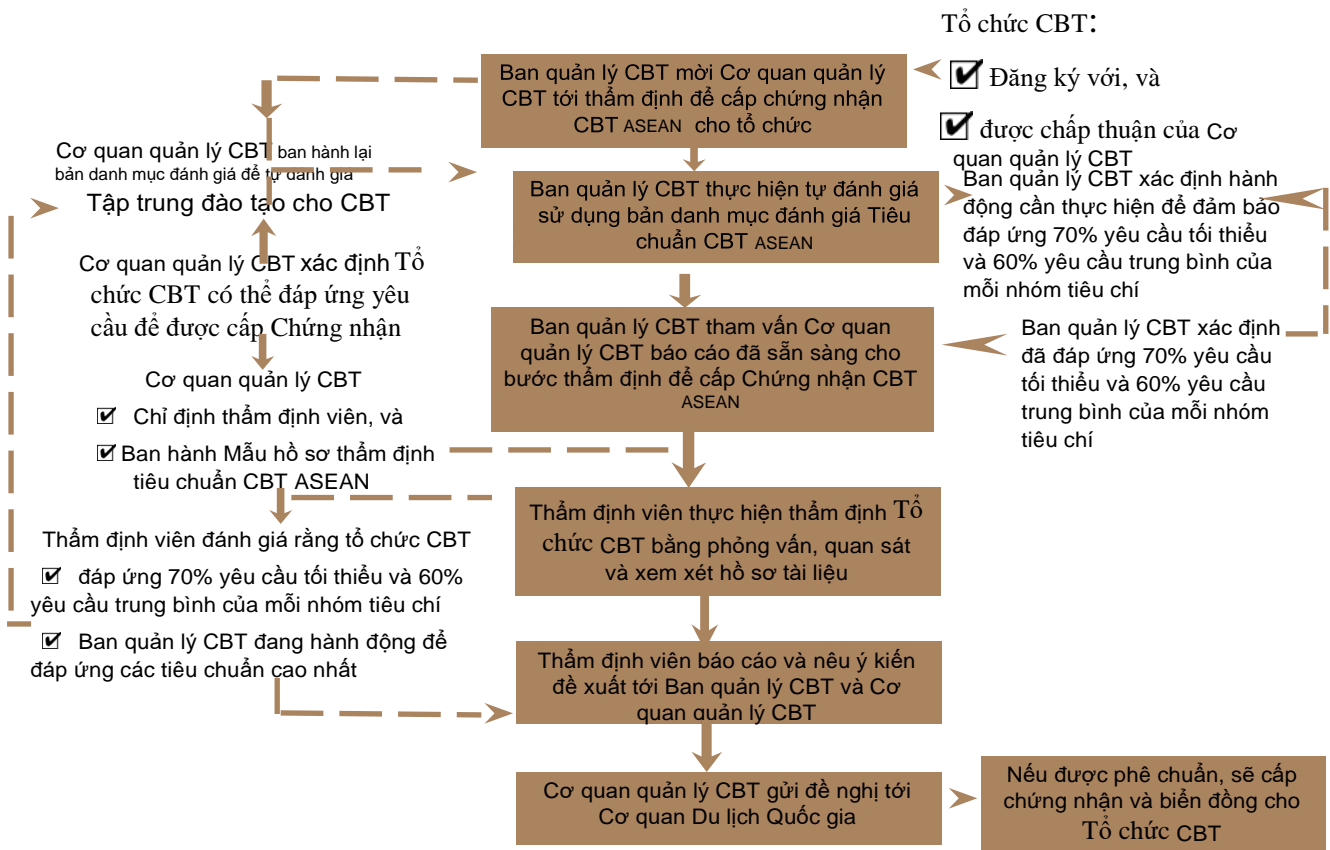 Tổ chức CBT:
Đăng ký với, và
được chấp thuận của Cơ
quan quản lý CBT
Ban quản lý CBT mời Cơ quan quản lý
CBT tới thẩm định để cấp chứng nhận
CBT ASEAN cho tổ chức
Cơ quan quản lý CBT ban hành lại
bản danh mục đánh giá để tự đánh giá
Tập trung đào tạo cho CBT
Ban quản lý CBT thực hiện tự đánh giá
sử dụng bản danh mục đánh giá Tiêu
chuẩn CBT ASEAN
Ban quản lý CBT xác định hành
động cần thực hiện để đảm bảo
đáp ứng 70% yêu cầu tối thiểu
và 60% yêu cầu trung bình của
mỗi nhóm tiêu chí
Cơ quan quản lý CBT xác định Tổ
chức CBT có thể đáp ứng yêu
cầu để được cấp Chứng nhận
Ban quản lý CBT tham vấn Cơ quan
quản lý CBT báo cáo đã sẵn sàng cho
bước thẩm định để cấp Chứng nhận CBT
ASEAN
Ban quản lý CBT xác định
đã đáp ứng 70% yêu cầu
tối thiểu và 60% yêu cầu
trung bình của mỗi nhóm
tiêu chí
Cơ quan quản lý CBT
Chỉ định thẩm định viên, và
Ban hành Mẫu hồ sơ thẩm định
tiêu chuẩn CBT ASEAN
Thẩm định viên thực hiện thẩm định Tổ
chức CBT bằng phỏng vấn, quan sát
và xem xét hồ sơ tài liệu
Thẩm định viên đánh giá rằng tổ chức CBT
đáp ứng 70% yêu cầu tối thiểu và 60%
yêu cầu trung bình của mỗi nhóm tiêu chí
Ban quản lý CBT đang hành động để
đáp ứng các tiêu chuẩn cao nhất
Thẩm định viên báo cáo và nêu ý kiến
đề xuất tới Ban quản lý CBT và Cơ
quan quản lý CBT
Cơ quan quản lý CBT gửi đề nghị tới
Cơ quan Du lịch Quốc gia
Nếu được phê chuẩn, sẽ cấp
chứng nhận và biển đồng cho
Tổ chức CBT